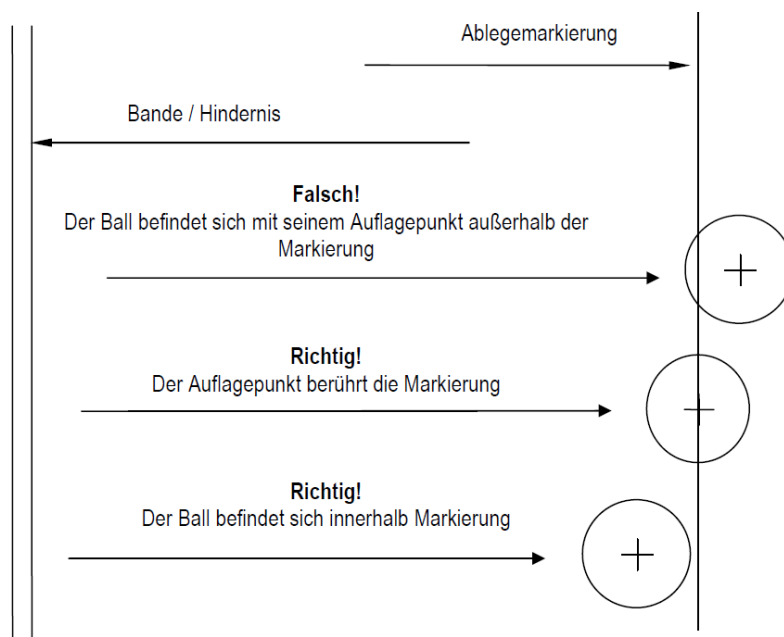 Ablegemarkierung
Bande / Hindernis
Falsch!
Der Ball befindet sich mit seinem Auflagepunkt außerhalb der
Markierung
Richtig!
Der Auflagepunkt berührt die Markierung
Richtig!
Der Ball befindet sich innerhalb Markierung